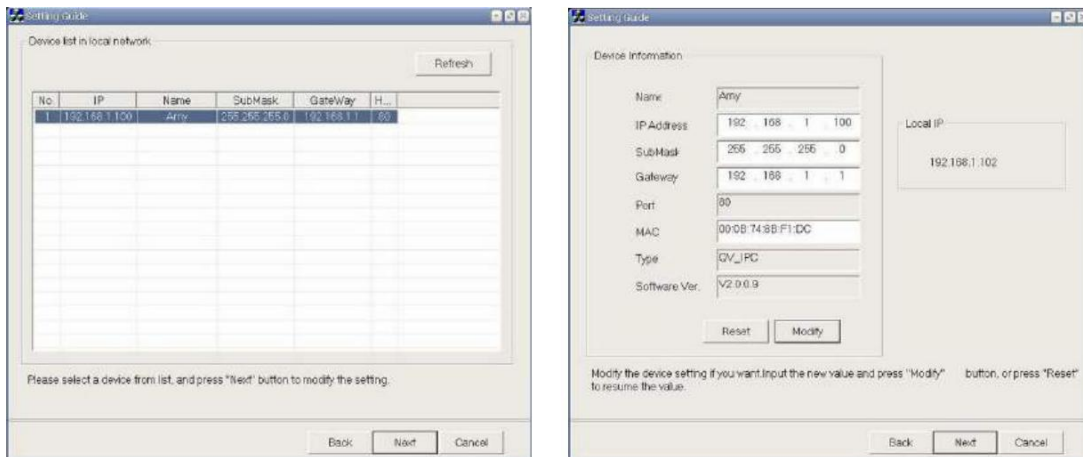 Setting Guide
Device list in local network
Refresh
No. IP Name SubMask GateWay H...
1 192.168.1.100 Amy 255.255.255.0 192.168.1.1 80
Please select a device from list, and press "Next" button to modify the setting.
Back Next Cancel
Setting Guide
Device Information
Name Amy
IP Address 192 . 168 . 1 . 100
SubMask 255 . 255 . 255 . 0
Gateway 192 . 168 . 1 . 1
Port 80
MAC 00:0B:74:8B:F1:DC
Type GV_IPC
Software Ver. V2.0.0.9
Reset Modify
Local IP
192.168.1.102
Modify the device setting if you want.Input the new value and press "Modify" button, or press "Reset"
to resume the value.
Back Next Cancel